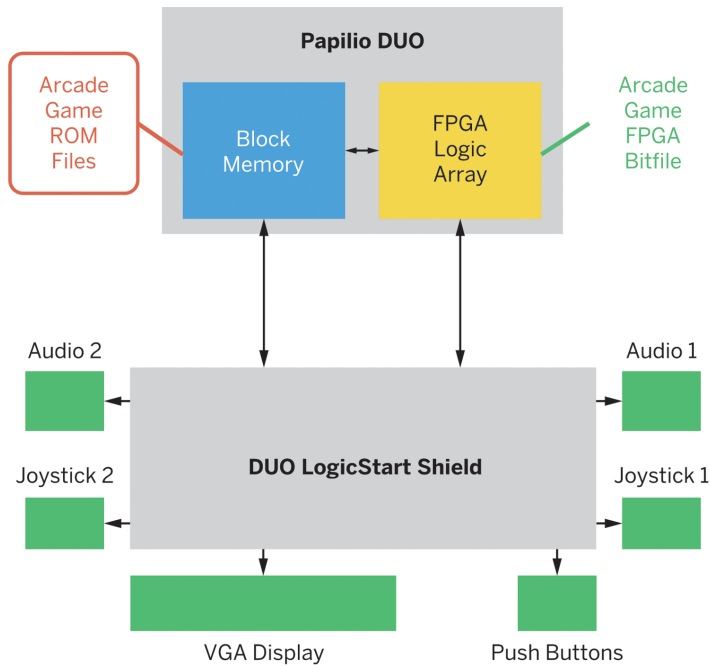 Papilio DUO
Arcade
Game
ROM
Files
Block
Memory
FPGA
Logic
Array
Arcade
Game
FPGA
Bitfile
Audio 2
Audio 1
DUO LogicStart Shield
Joystick 2
Joystick 1
VGA Display
Push Buttons